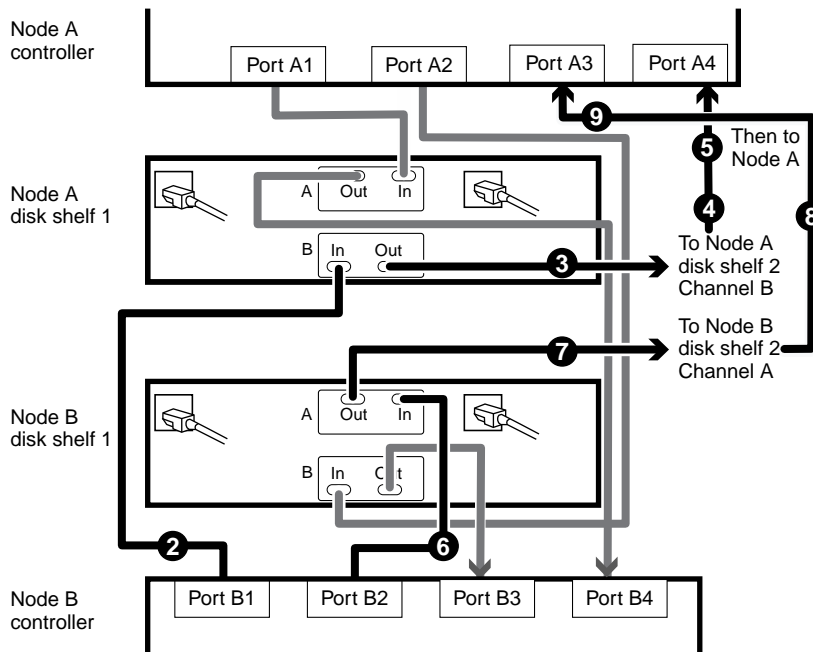 Node A
controller
Port A1
Port A2
Port A3
Port A4
9
5
Then to
Node A
Node A
disk shelf 1
A
Out
In
4
8
B
In
Out
3
To Node A
disk shelf 2
Channel B
7
To Node B
disk shelf 2
Channel A
Node B
disk shelf 1
A
Out
In
B
In
Out
2
6
Node B
controller
Port B1
Port B2
Port B3
Port B4